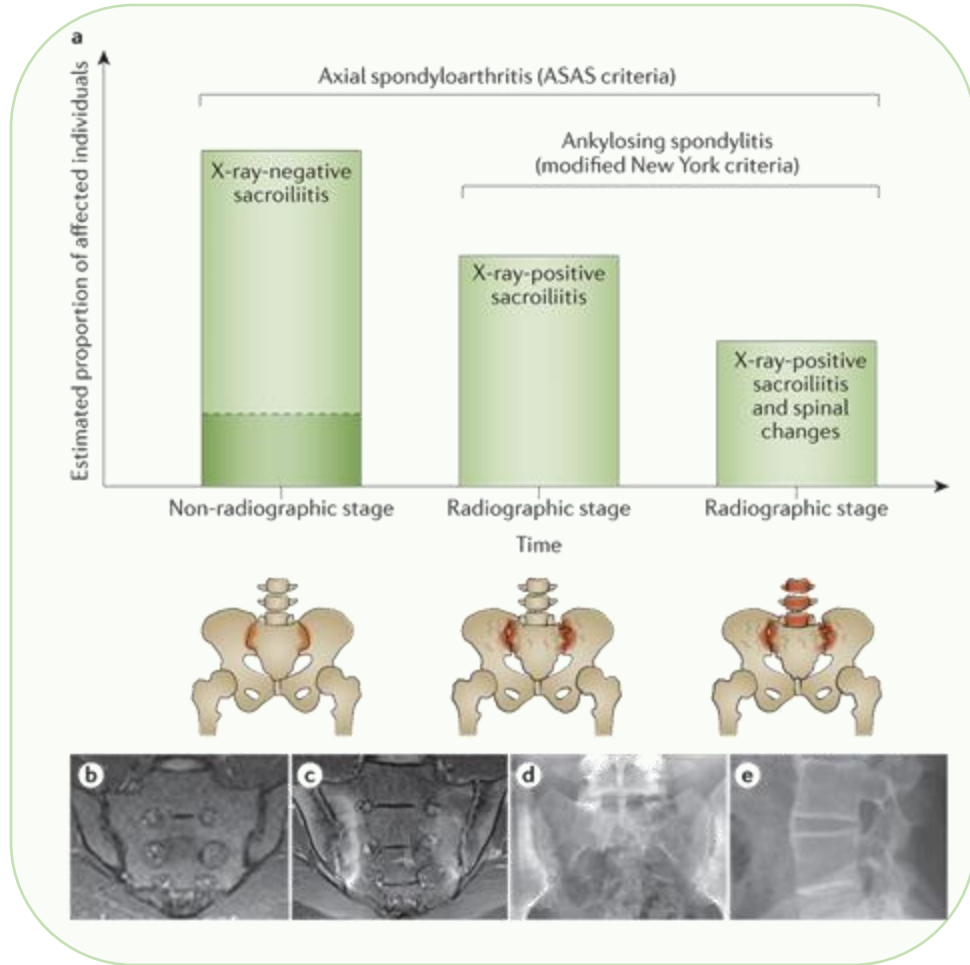 a
Estimated proportion of affected individuals
Axial spondyloarthritis (ASAS criteria)
Ankylosing spondylitis
(modified New York criteria)
X-ray-negative
sacroiliitis
X-ray-positive
sacroiliitis
X-ray-positive
sacroiliitis
and spinal
changes
Non-radiographic stage
Radiographic stage
Radiographic stage
Time
b
c
d
e